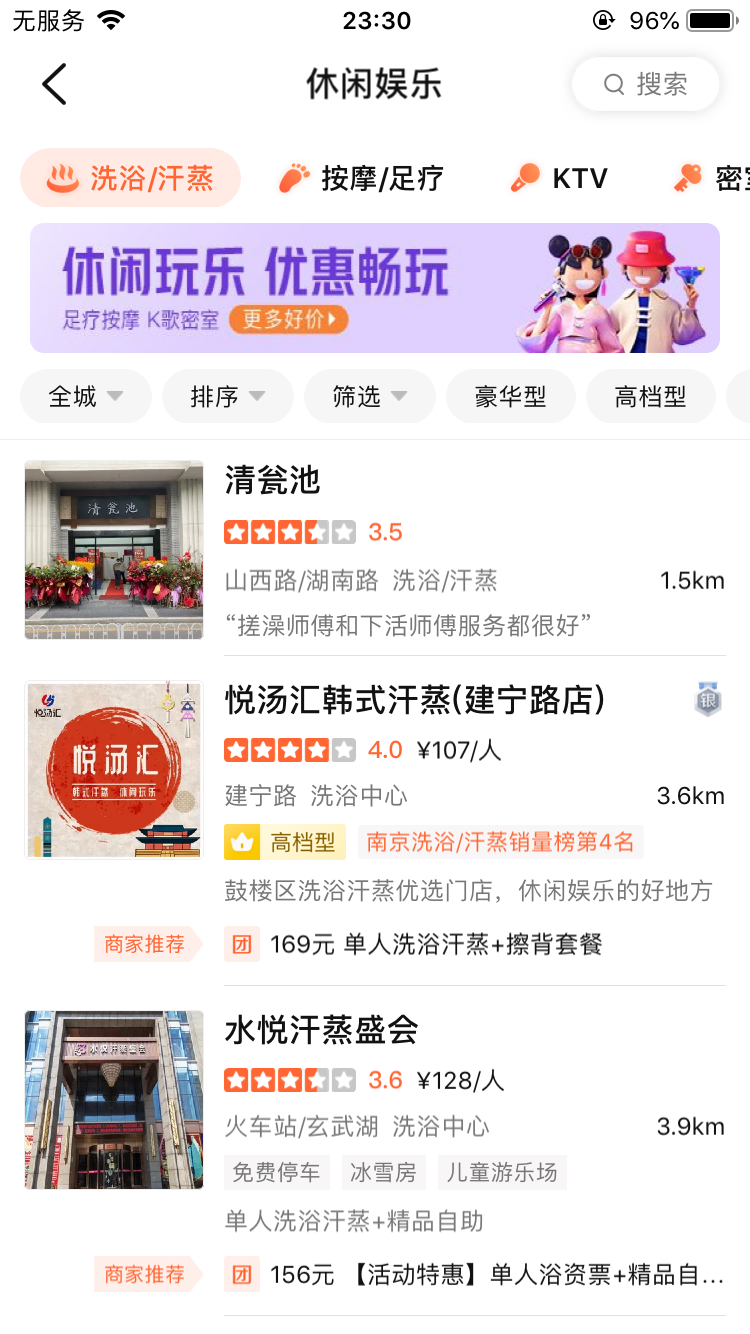 无服务 23:30 96%
休闲娱乐 搜索
洗浴/汗蒸 按摩/足疗 KTV 密室
休闲玩乐 优惠畅玩
足疗按摩 K歌密室 更多好价
全城 排序 筛选 豪华型 高档型
清瓮池
清瓮池
3.5
山西路/湖南路 洗浴/汗蒸 1.5km
“搓澡师傅和下活师傅服务都很好”
悦汤汇韩式汗蒸(建宁路店) 银
悦汤汇
悦汤汇
韩式汗蒸 休闲玩乐
4.0 ¥107/人
建宁路 洗浴中心 3.6km
高档型 南京洗浴/汗蒸销量榜第4名
鼓楼区洗浴汗蒸优选门店，休闲娱乐的好地方
商家推荐 团 169元 单人洗浴汗蒸+擦背套餐
水悦汗蒸盛会
水悦汗蒸盛会
3.6 ¥128/人
火车站/玄武湖 洗浴中心 3.9km
免费停车 冰雪房 儿童游乐场
单人洗浴汗蒸+精品自助
商家推荐 团 156元 【活动特惠】单人浴资票+精品自...